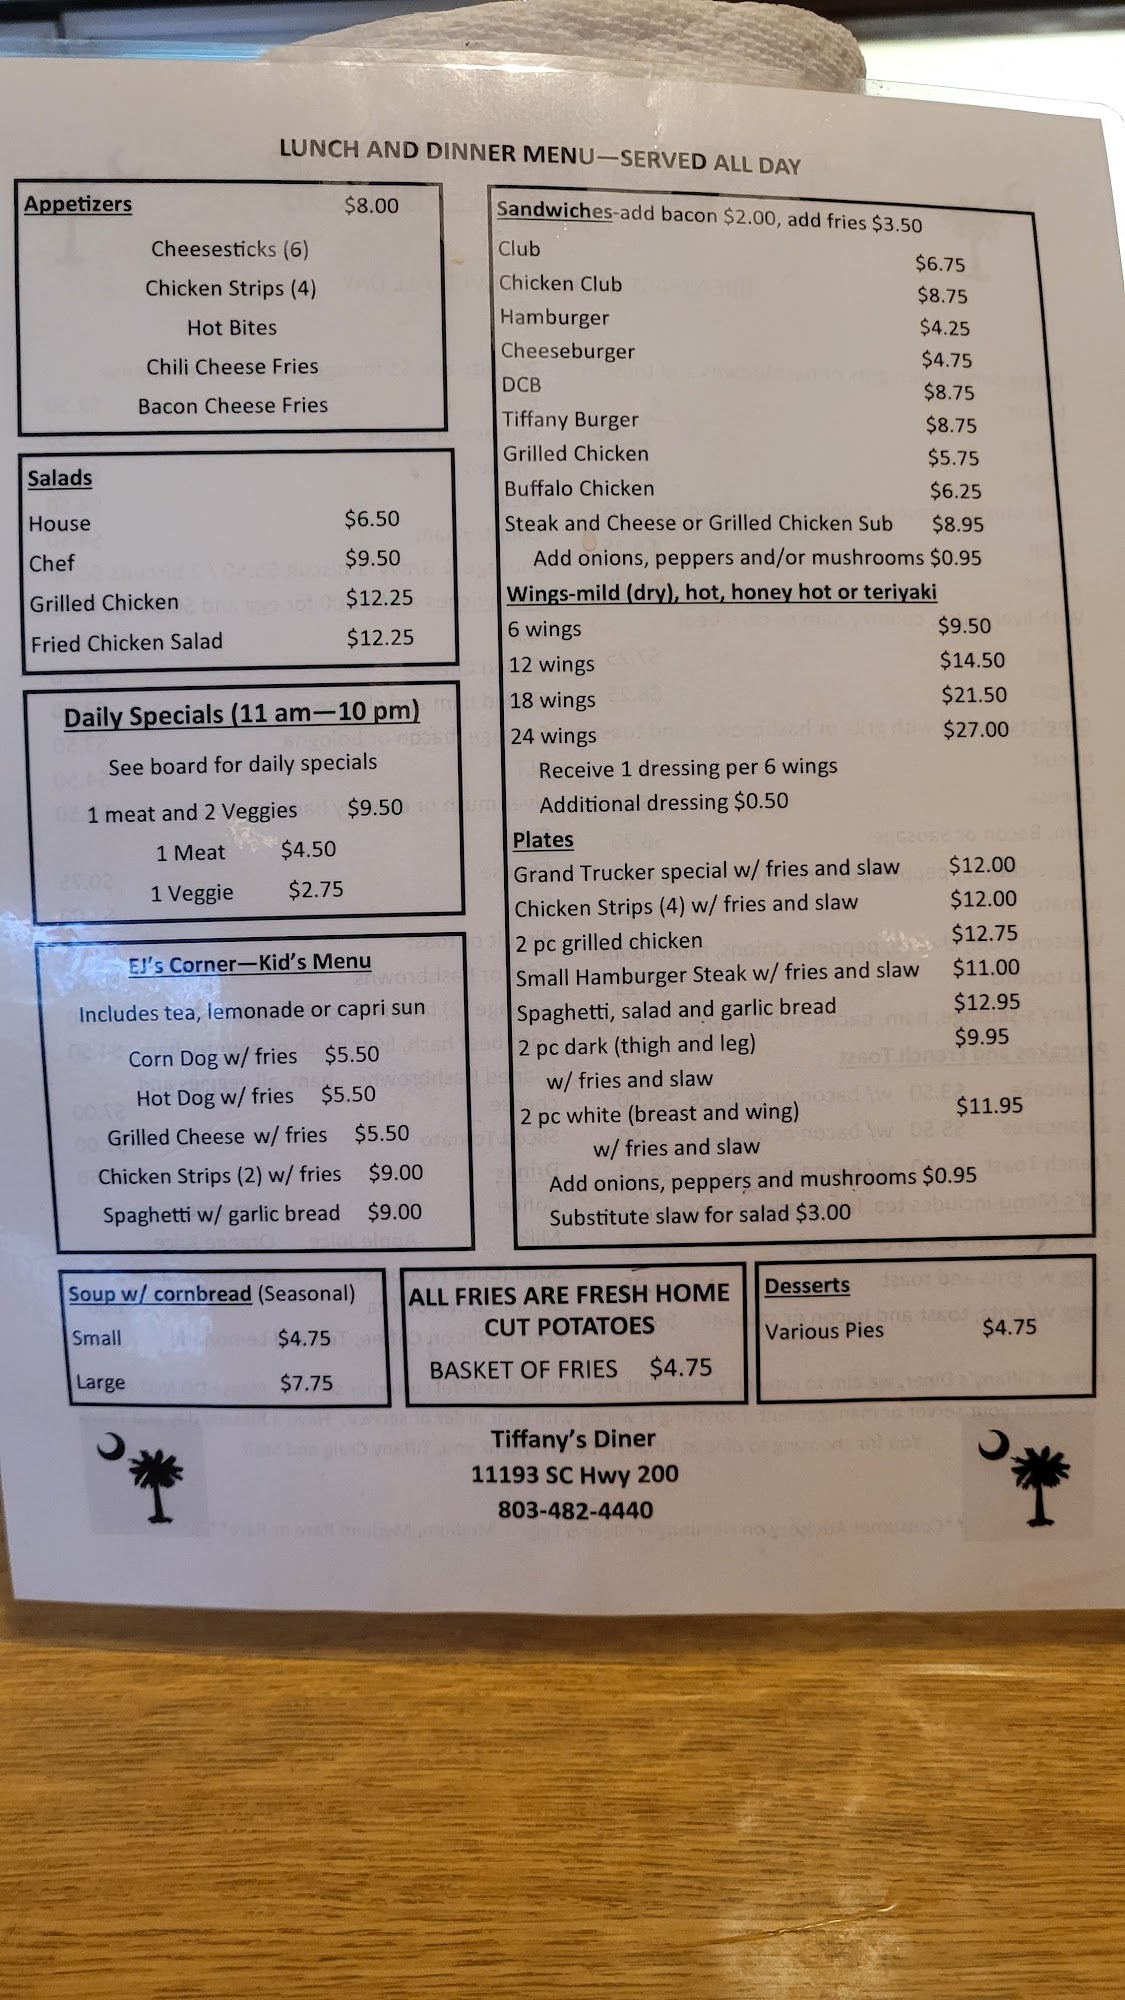 LUNCH AND DINNER MENU—SERVED ALL DAY
Appetizers $8.00
Cheesesticks (6)
Chicken Strips (4)
Hot Bites
Chili Cheese Fries
Bacon Cheese Fries
Salads
House $6.50
Chef $9.50
Grilled Chicken $12.25
Fried Chicken Salad $12.25
Daily Specials (11 am—10 pm)
See board for daily specials
1 meat and 2 Veggies $9.50
1 Meat $4.50
1 Veggie $2.75
EJ's Corner—Kid's Menu
Includes tea, lemonade or capri sun
Corn Dog w/ fries $5.50
Hot Dog w/ fries $5.50
Grilled Cheese w/ fries $5.50
Chicken Strips (2) w/ fries $9.00
Spaghetti w/ garlic bread $9.00
Sandwiches-add bacon $2.00, add fries $3.50
Club $6.75
Chicken Club $8.75
Hamburger $4.25
Cheeseburger $4.75
DCB $8.75
Tiffany Burger $8.75
Grilled Chicken $5.75
Buffalo Chicken $6.25
Steak and Cheese or Grilled Chicken Sub $8.95
Add onions, peppers and/or mushrooms $0.95
Wings-mild (dry), hot, honey hot or teriyaki
6 wings $9.50
12 wings $14.50
18 wings $21.50
24 wings $27.00
Receive 1 dressing per 6 wings
Additional dressing $0.50
Plates
Grand Trucker special w/ fries and slaw $12.00
Chicken Strips (4) w/ fries and slaw $12.00
2 pc grilled chicken $12.75
Small Hamburger Steak w/ fries and slaw $11.00
Spaghetti, salad and garlic bread $12.95
2 pc dark (thigh and leg) $9.95
w/ fries and slaw
2 pc white (breast and wing) $11.95
w/ fries and slaw
Add onions, peppers and mushrooms $0.95
Substitute slaw for salad $3.00
Soup w/ cornbread (Seasonal)
Small $4.75
Large $7.75
ALL FRIES ARE FRESH HOME
CUT POTATOES
BASKET OF FRIES $4.75
Desserts
Various Pies $4.75
Tiffany's Diner
11193 SC Hwy 200
803-482-4440